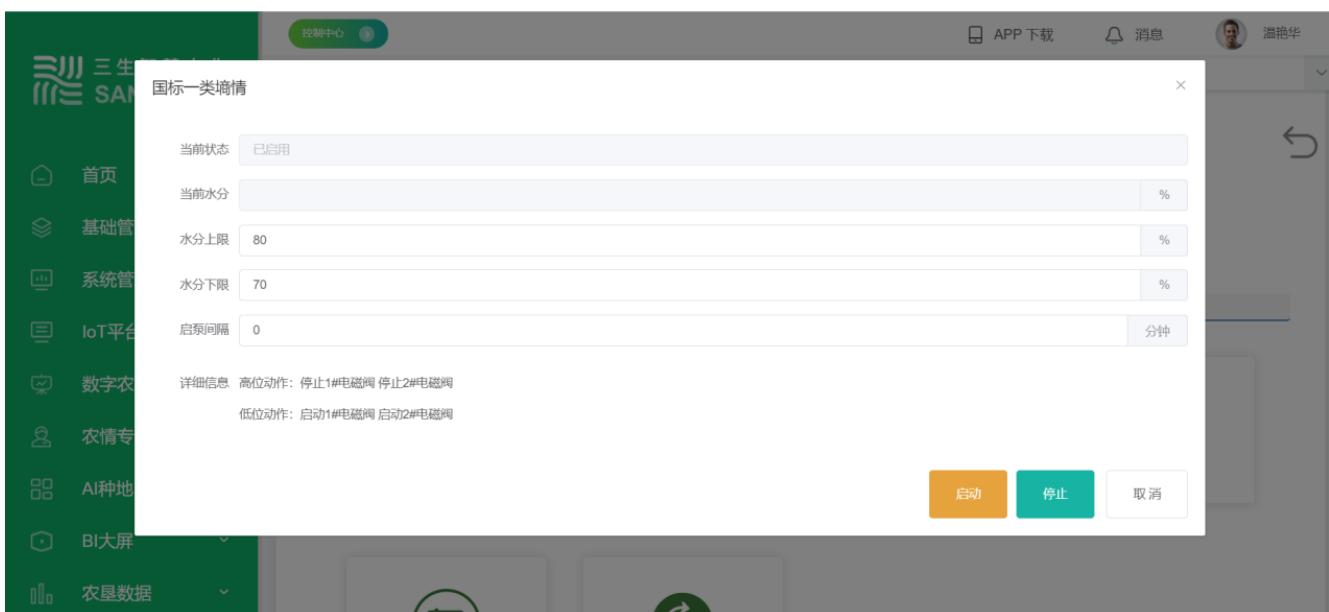 控制中心
APP 下载
消息
温艳华
三生
SAN
国标一类墒情
当前状态 已启用
当前水分 %
水分上限 80 %
水分下限 70 %
启泵间隔 0 分钟
详细信息 高位动作：停止1#电磁阀 停止2#电磁阀
低位动作：启动1#电磁阀 启动2#电磁阀
启动 停止 取消
首页
基础管
系统管
IoT平台
数字农
农情专
AI种地
BI大屏
农垦数据